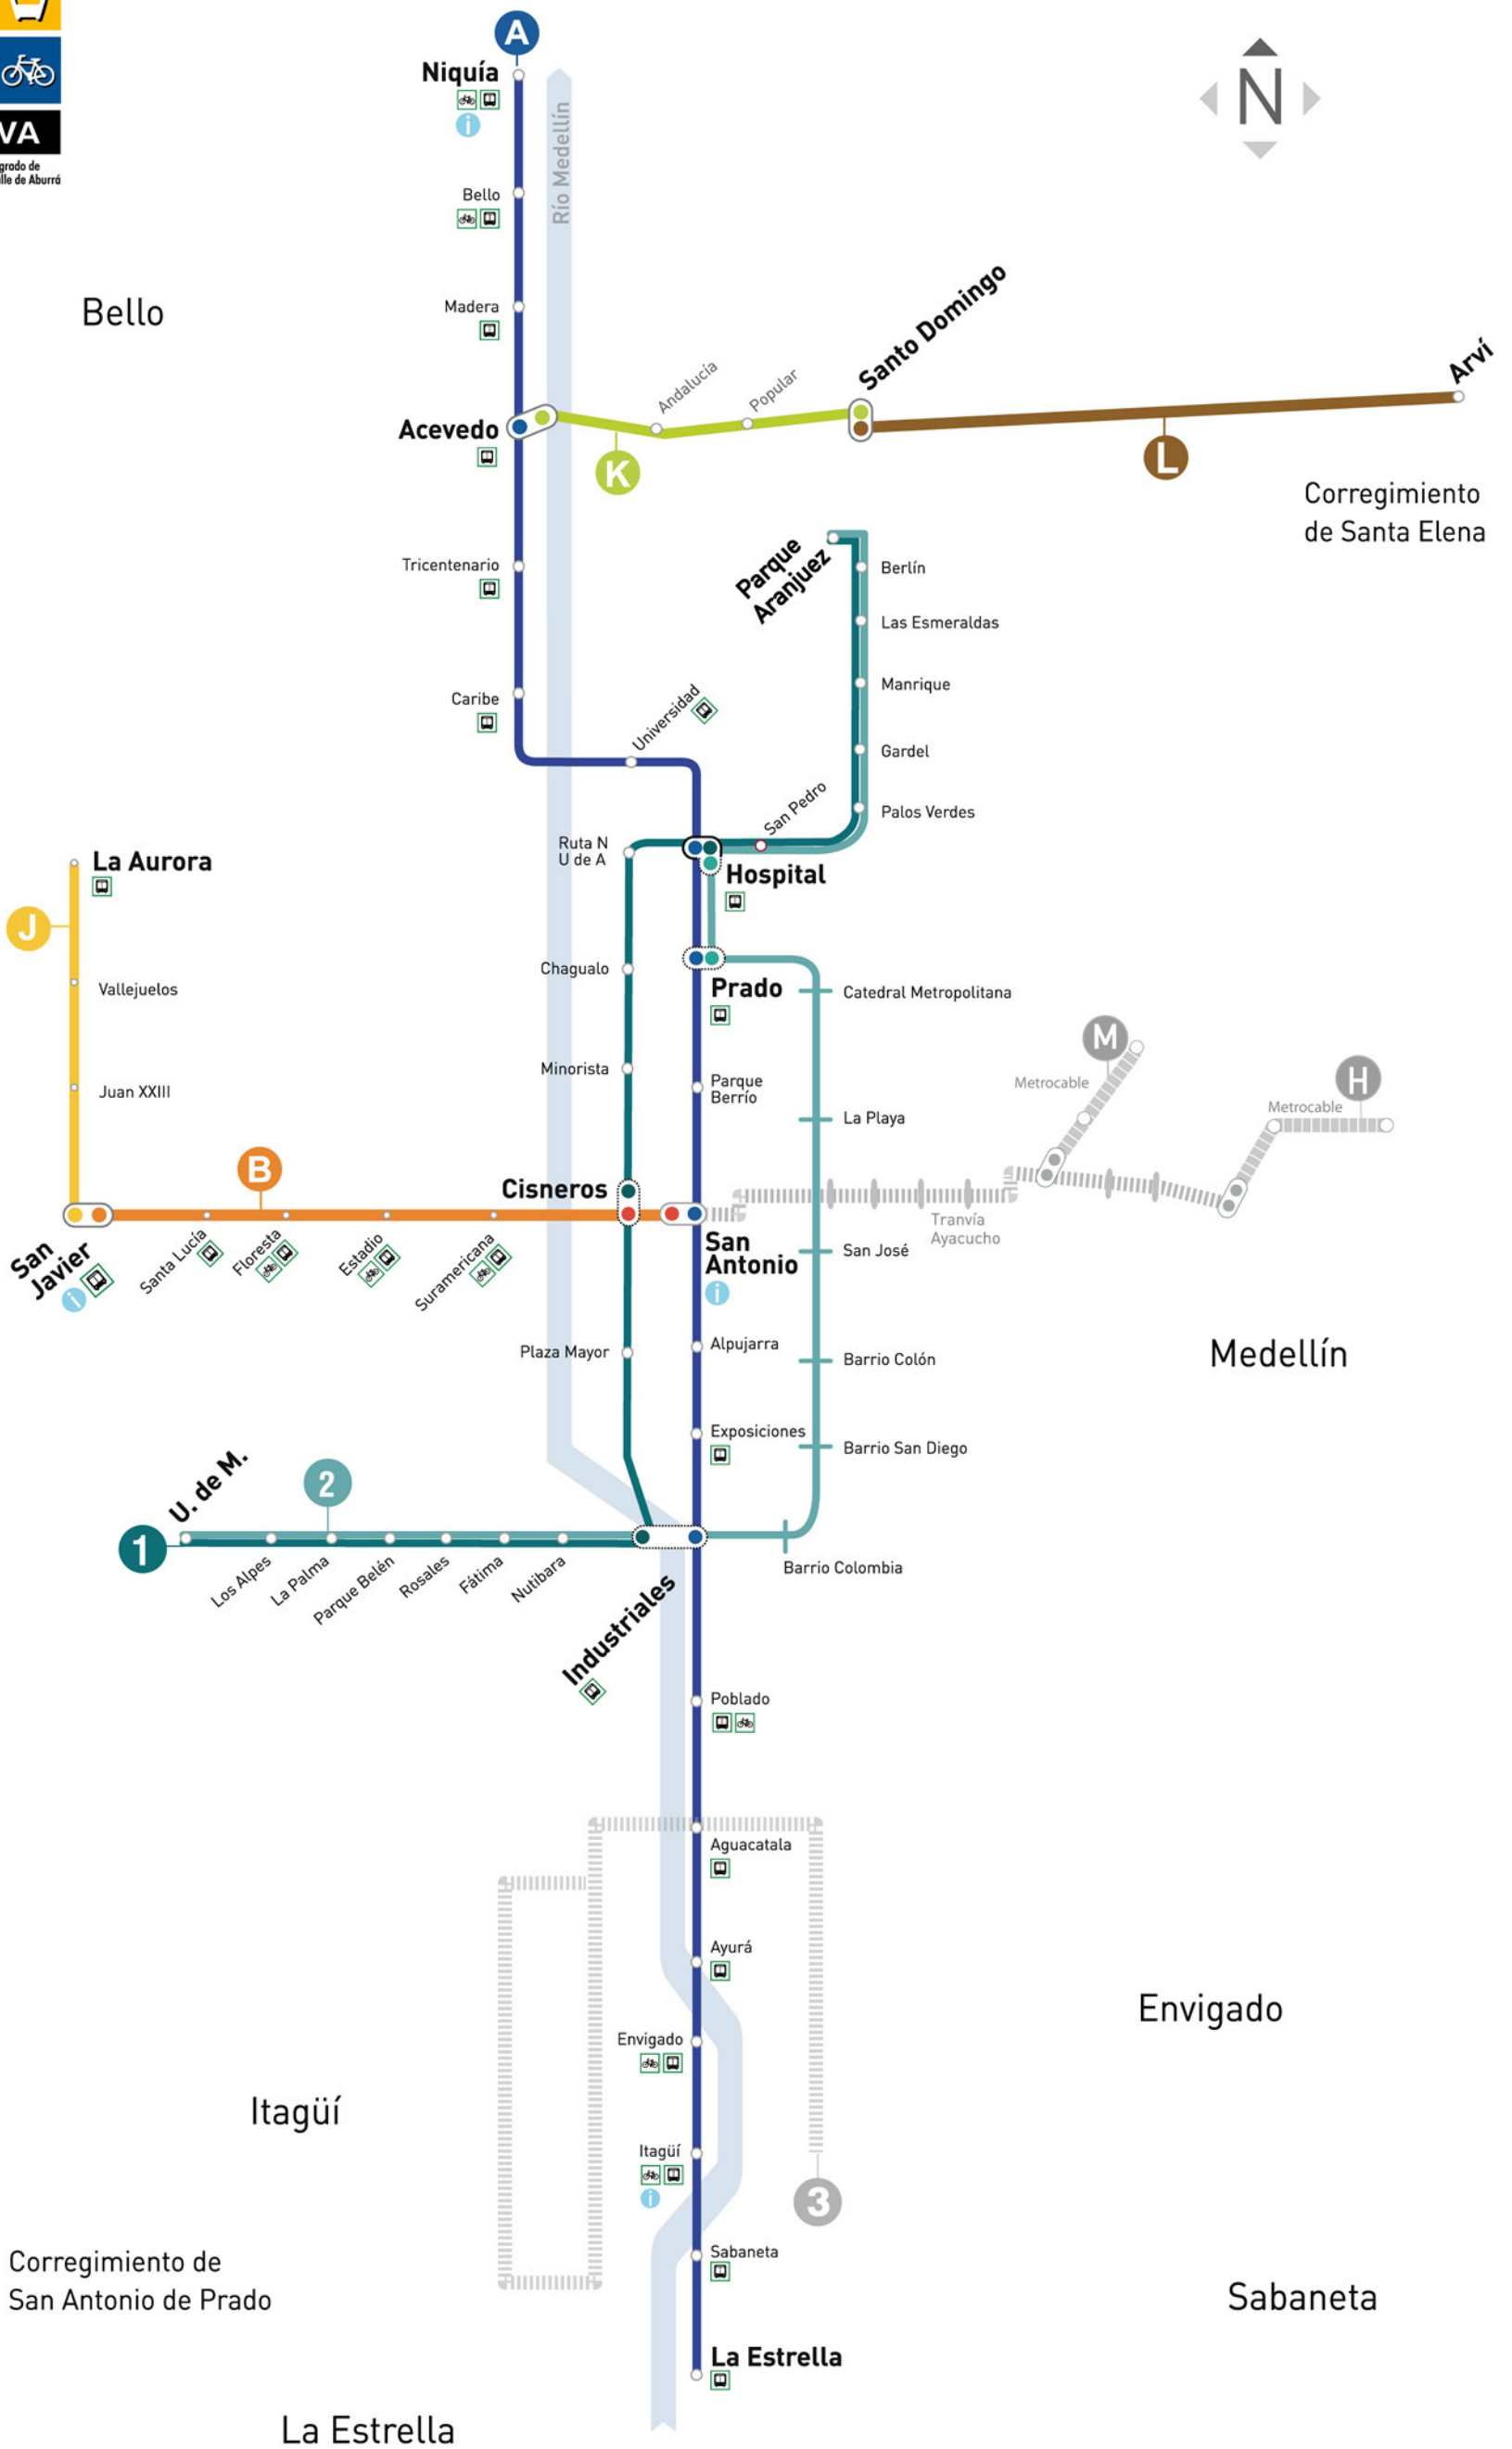 A
Niquía
i
VA
Río Medellín
N
Bello
Madera
Bello
Santo Domingo
Arví
Andalucía
Popular
Acevedo
K
L
Corregimiento
de Santa Elena
Tricentenario
Parque
Aranjuez
Berlín
Las Esmeraldas
Manrique
Caribe
Universidad
Gardel
San Pedro
Palos Verdes
Ruta N
U de A
La Aurora
Hospital
J
Chagualo
Vallejuelos
Prado
Catedral Metropolitana
M
Metrocable
H
Metrocable
Minorista
Parque
Berrío
Juan XXIII
La Playa
B
Cisneros
San
Javier
i
Santa Lucía
Floresta
Estadio
Suramericana
San
Antonio
i
Tranvía
Ayacucho
San José
Plaza Mayor
Alpujarra
Barrio Colón
Medellín
Exposiciones
Barrio San Diego
U. de M.
2
1
Los Alpes
La Palma
Parque Belén
Rosales
Fátima
Nutibara
Industriales
Barrio Colombia
Poblado
Aguacatala
Ayurá
Envigado
Envigado
Itagüí
Itagüí
i
3
Sabaneta
Corregimiento de
San Antonio de Prado
Sabaneta
La Estrella
La Estrella